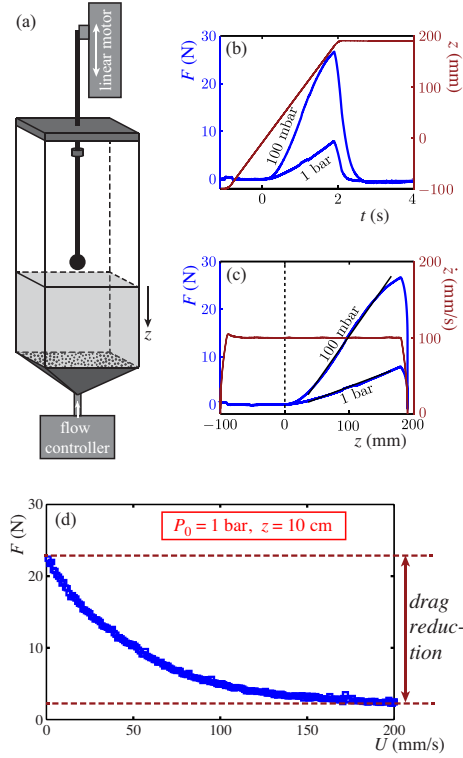 (a)
linear motor
z
flow
controller
(b)
F (N)
30
20
10
0
0
2
4
t (s)
200
100
0
−100
z (mm)
100 mbar
1 bar
(c)
F (N)
30
20
10
0
−100
0
100
200
z (mm)
200
100
0
ż (mm/s)
100 mbar
1 bar
(d)
F (N)
30
20
10
0
0
50
100
150
200
U (mm/s)
P₀ = 1 bar, z = 10 cm
drag
reduc-
tion